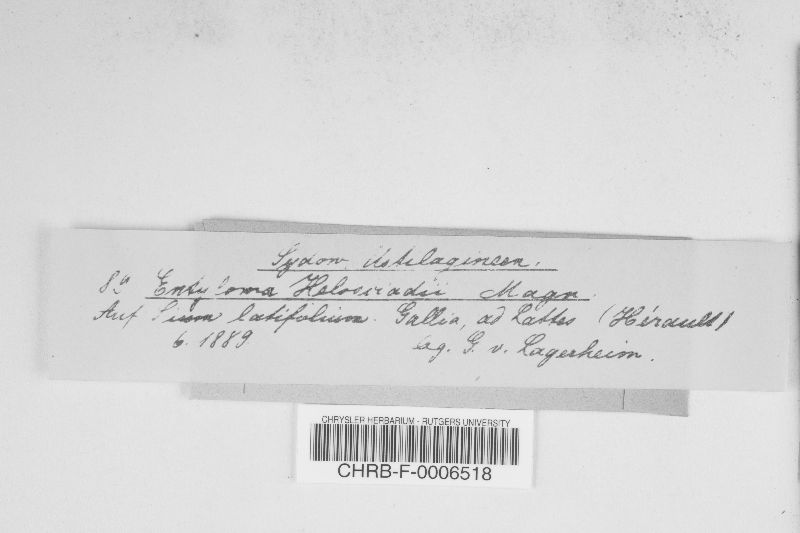 Sydow Ustilagineen.
8a Entyloma Helosciadii Magn.
Auf Sium latifolium. Gallia, ad Lattes (Hérault)
6. 1889 leg. G. v. Lagerheim.
CHRYSLER HERBARIUM - RUTGERS UNIVERSITY
CHRB-F-0006518